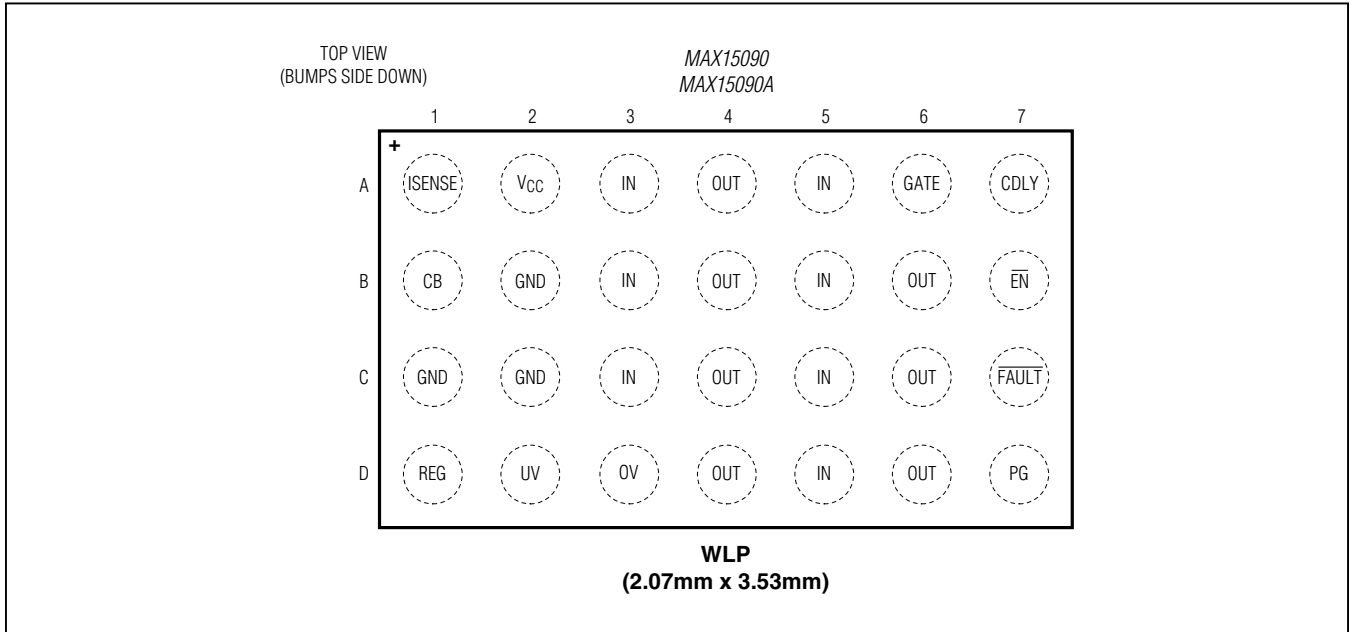 TOP VIEW
(BUMPS SIDE DOWN)
MAX15090
MAX15090A
1 2 3 4 5 6 7
+
A ISENSE VCC IN OUT IN GATE CDLY
B CB GND IN OUT IN OUT E̅N̅
C GND GND IN OUT IN OUT F̅A̅U̅L̅T̅
D REG UV OV OUT IN OUT PG
WLP
(2.07mm x 3.53mm)